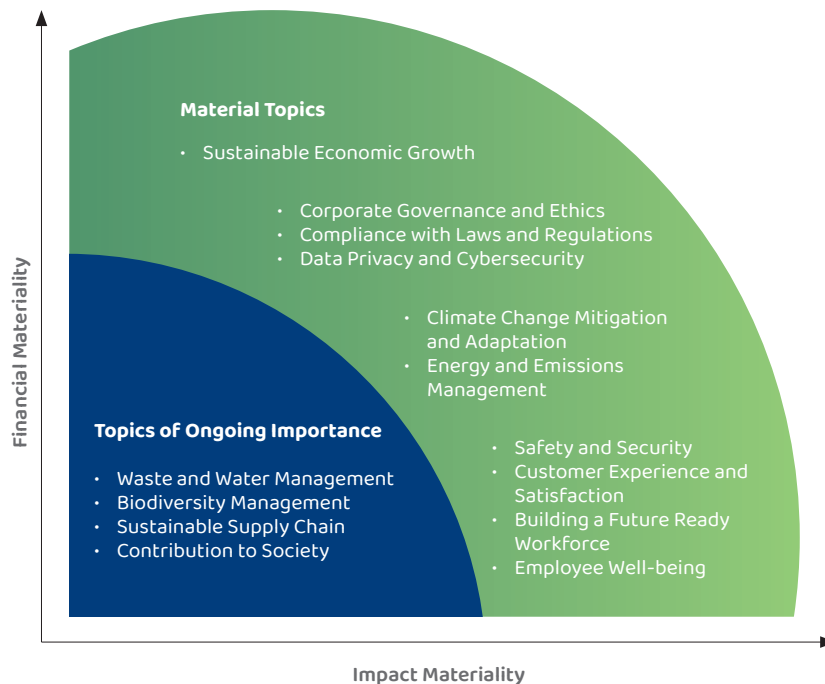 Financial Materiality
Material Topics
• Sustainable Economic Growth
• Corporate Governance and Ethics
• Compliance with Laws and Regulations
• Data Privacy and Cybersecurity
• Climate Change Mitigation
and Adaptation
• Energy and Emissions
Management
• Safety and Security
• Customer Experience and
Satisfaction
• Building a Future Ready
Workforce
• Employee Well-being
Topics of Ongoing Importance
• Waste and Water Management
• Biodiversity Management
• Sustainable Supply Chain
• Contribution to Society
Impact Materiality